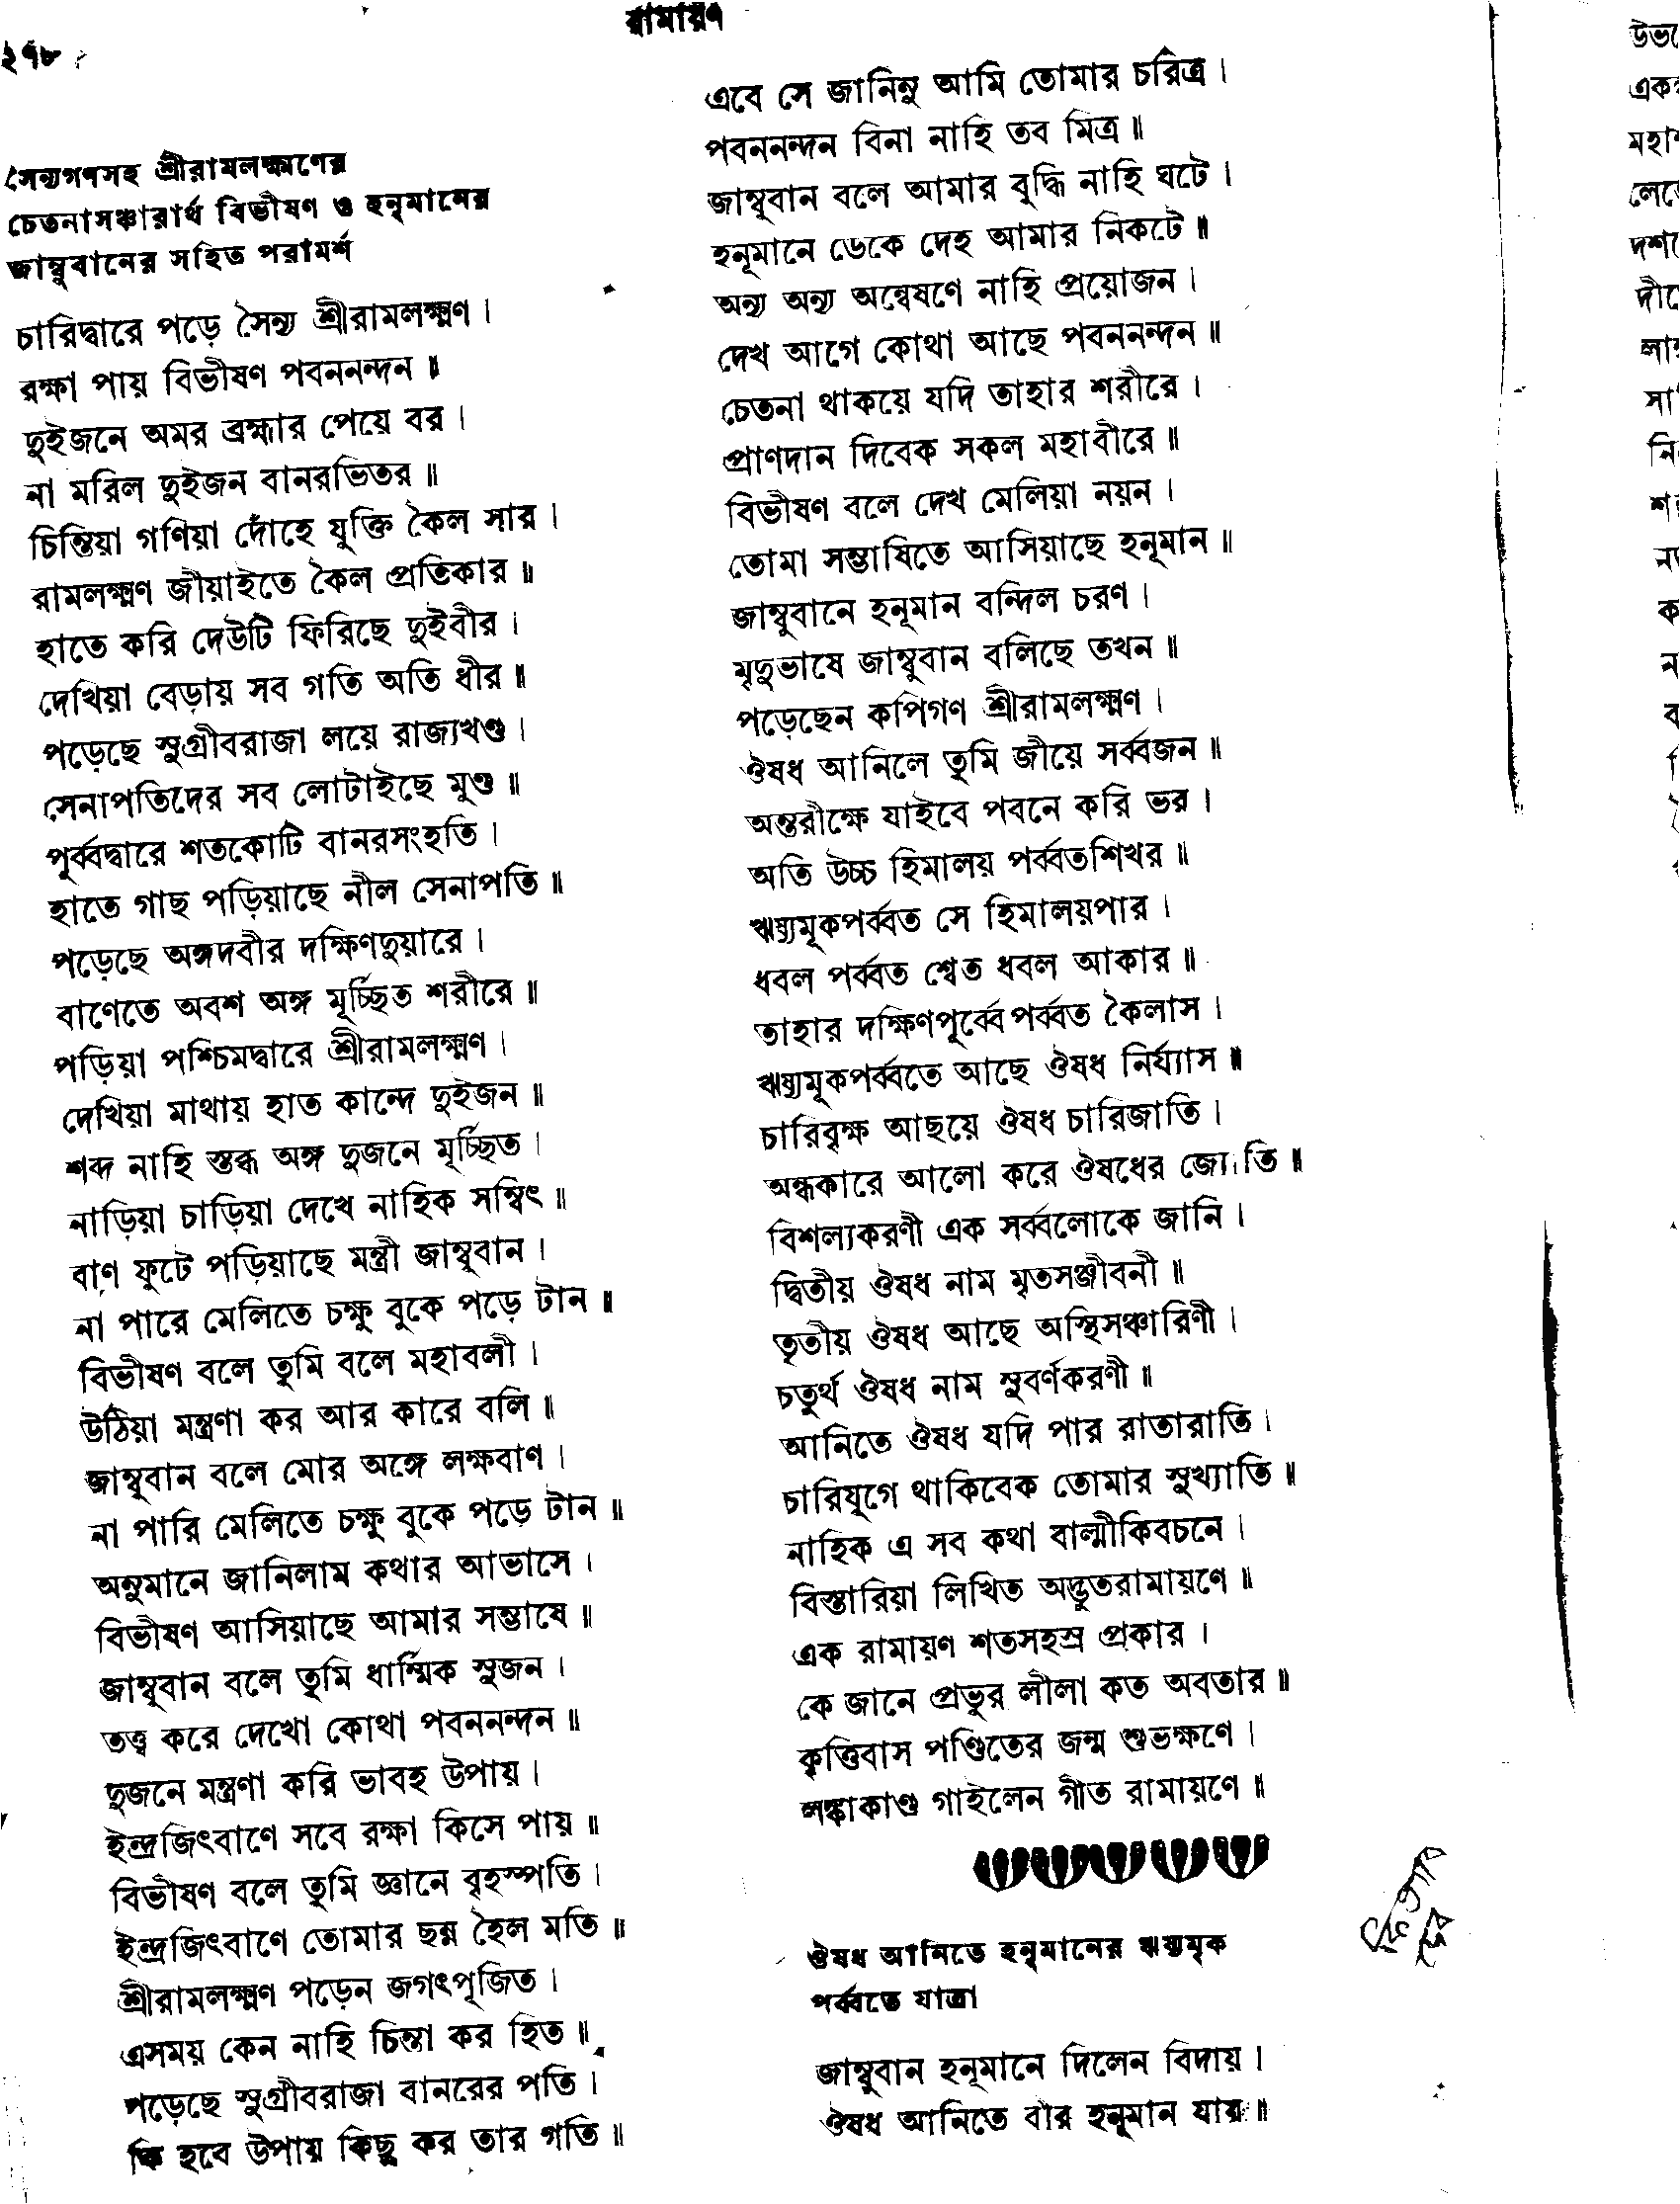 ২৭৮
রামায়ণ
সৈন্যগণসহ শ্রীরামলক্ষ্মণের
চেতনাসঞ্চারার্থ বিভীষণ ও হনূমানের
জাম্বুবানের সহিত পরামর্শ
চারিদ্বারে পড়ে সৈন্য শ্রীরামলক্ষ্মণ।
রক্ষা পায় বিভীষণ পবননন্দন॥
দুইজনে অমর ব্রহ্মার পেয়ে বর।
না মরিল দুইজন বানরভিতর॥
চিন্তিয়া গণিয়া দোঁহে যুক্তি কৈল সার।
রামলক্ষ্মণ জীয়াইতে কৈল প্রতিকার॥
হাতে করি দেউটি ফিরিছে দুইবীর।
দেখিয়া বেড়ায় সব গতি অতি ধীর॥
পড়েছে সুগ্রীবরাজা লয়ে রাজ্যখণ্ড।
সেনাপতিদের সব লোটাইছে মুণ্ড॥
পূর্ব্বদ্বারে শতকোটি বানরসংহতি।
হাতে গাছ পড়িয়াছে নীল সেনাপতি॥
পড়েছে অঙ্গদবীর দক্ষিণদুয়ারে।
বাণেতে অবশ অঙ্গ মূর্চ্ছিত শরীরে॥
পড়িয়া পশ্চিমদ্বারে শ্রীরামলক্ষ্মণ।
দেখিয়া মাথায় হাত কান্দে দুইজন॥
শব্দ নাহি স্তব্ধ অঙ্গ দুজনে মূর্চ্ছিত।
নাড়িয়া চাড়িয়া দেখে নাহিক সম্বিৎ॥
বাণ ফুটে পড়িয়াছে মন্ত্রী জাম্বুবান।
না পারে মেলিতে চক্ষু বুকে পড়ে টান॥
বিভীষণ বলে তুমি বলে মহাবলী।
উঠিয়া মন্ত্রণা কর আর কারে বলি॥
জাম্বুবান বলে মোর অঙ্গে লক্ষবাণ।
না পারি মেলিতে চক্ষু বুকে পড়ে টান॥
অনুমানে জানিলাম কথার আভাসে।
বিভীষণ আসিয়াছে আমার সম্ভাষে॥
জাম্বুবান বলে তুমি ধার্ম্মিক সুজন।
তত্ত্ব করে দেখো কোথা পবননন্দন॥
দুজনে মন্ত্রণা করি ভাবহ উপায়।
ইন্দ্রজিৎবাণে সবে রক্ষা কিসে পায়॥
বিভীষণ বলে তুমি জ্ঞানে বৃহস্পতি।
ইন্দ্রজিৎবাণে তোমার ছন্ন হৈল মতি॥
শ্রীরামলক্ষ্মণ পড়েন জগৎপূজিত।
এসময় কেন নাহি চিন্তা কর হিত॥
পড়েছে সুগ্রীবরাজা বানরের পতি।
কি হবে উপায় কিছু কর তার গতি॥
এবে সে জানিনু আমি তোমার চরিত্র।
পবননন্দন বিনা নাহি তব মিত্র॥
জাম্বুবান বলে আমার বুদ্ধি নাহি ঘটে।
হনূমানে ডেকে দেহ আমার নিকটে॥
অন্য অন্য অন্বেষণে নাহি প্রয়োজন।
দেখ আগে কোথা আছে পবননন্দন॥
চেতনা থাকয়ে যদি তাহার শরীরে।
প্রাণদান দিবেক সকল মহাবীরে॥
বিভীষণ বলে দেখ মেলিয়া নয়ন।
তোমা সম্ভাষিতে আসিয়াছে হনূমান॥
জাম্বুবানে হনূমান বন্দিল চরণ।
মৃদুভাষে জাম্বুবান বলিছে তখন॥
পড়েছেন কপিগণ শ্রীরামলক্ষ্মণ।
ঔষধ আনিলে তুমি জীয়ে সর্ব্বজন॥
অন্তরীক্ষে যাইবে পবনে করি ভর।
অতি উচ্চ হিমালয় পর্ব্বতশিখর॥
ঋষ্যমূকপর্ব্বত সে হিমালয়পার।
ধবল পর্ব্বত শ্বেত ধবল আকার॥
তাহার দক্ষিণপূর্ব্বে পর্ব্বত কৈলাস।
ঋষ্যমূকপর্ব্বতে আছে ঔষধ নির্য্যাস॥
চারিবৃক্ষ আছয়ে ঔষধ চারিজাতি।
অন্ধকারে আলো করে ঔষধের জ্যোতি॥
বিশল্যকরণী এক সর্ব্বলোকে জানি।
দ্বিতীয় ঔষধ নাম মৃতসঞ্জীবনী॥
তৃতীয় ঔষধ আছে অস্থিসঞ্চারিণী।
চতুর্থ ঔষধ নাম সুবর্ণকরণী॥
আনিতে ঔষধ যদি পার রাতারাতি।
চারিযুগে থাকিবেক তোমার সুখ্যাতি॥
নাহিক এ সব কথা বাল্মীকিবচনে।
বিস্তারিয়া লিখিত অদ্ভুতরামায়ণে॥
এক রামায়ণ শতসহস্র প্রকার।
কে জানে প্রভুর লীলা কত অবতার॥
কৃত্তিবাস পণ্ডিতের জন্ম শুভক্ষণে।
লঙ্কাকাণ্ড গাইলেন গীত রামায়ণে॥
ঔষধ আনিতে হনূমানের ঋষ্যমূক
পর্ব্বতে যাত্রা
জাম্বুবান হনূমানে দিলেন বিদায়।
ঔষধ আনিতে বীর হনূমান যায়॥